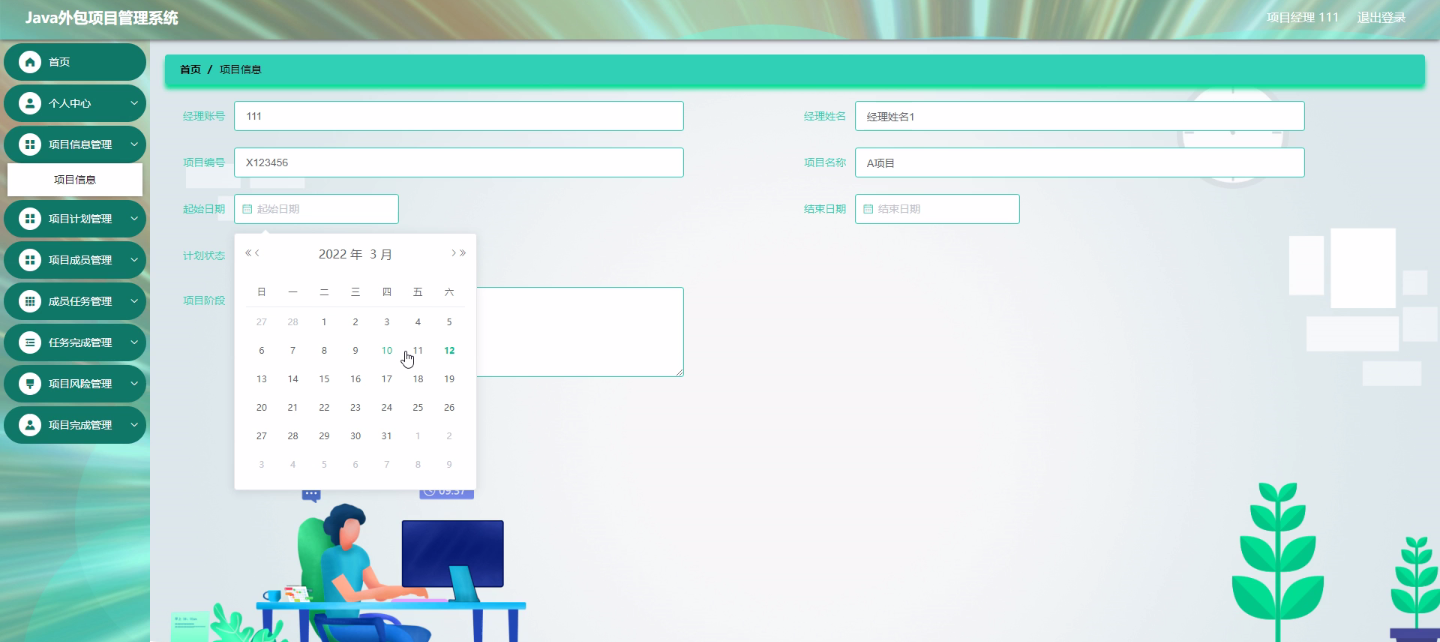 Java外包项目管理系统
项目经理 111 退出登录
首页
个人中心
项目信息管理
项目信息
项目计划管理
项目成员管理
成员任务管理
任务完成管理
项目风险管理
项目完成管理
首页 / 项目信息
经理账号 111 经理姓名 经理姓名1
项目编号 X123456 项目名称 A项目
起始日期 起始日期 结束日期 结束日期
计划状态
项目阶段
2022 年 3 月
日 一 二 三 四 五 六
27 28 1 2 3 4 5
6 7 8 9 10 11 12
13 14 15 16 17 18 19
20 21 22 23 24 25 26
27 28 29 30 31 1 2
3 4 5 6 7 8 9
09:37